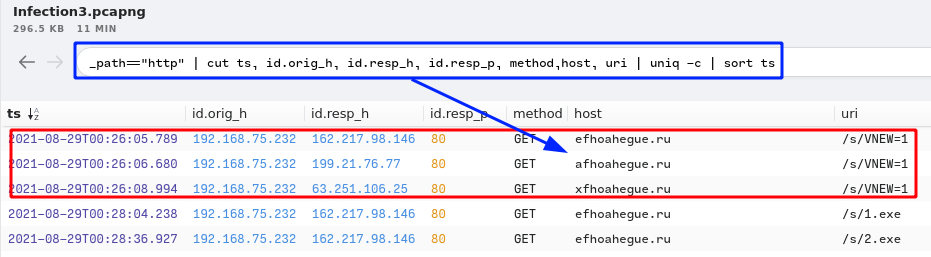 Infection3.pcapng
296.5 KB 11 MIN
_path=="http" | cut ts, id.orig_h, id.resp_h, id.resp_p, method,host, uri | uniq -c | sort ts
ts id.orig_h id.resp_h id.resp_p method host uri
2021-08-29T00:26:05.789 192.168.75.232 162.217.98.146 80 GET efhoahegue.ru /s/VNEW=1
2021-08-29T00:26:06.680 192.168.75.232 199.21.76.77 80 GET afhoahegue.ru /s/VNEW=1
2021-08-29T00:26:08.994 192.168.75.232 63.251.106.25 80 GET xfhoahegue.ru /s/VNEW=1
2021-08-29T00:28:04.238 192.168.75.232 162.217.98.146 80 GET efhoahegue.ru /s/1.exe
2021-08-29T00:28:36.927 192.168.75.232 162.217.98.146 80 GET efhoahegue.ru /s/2.exe